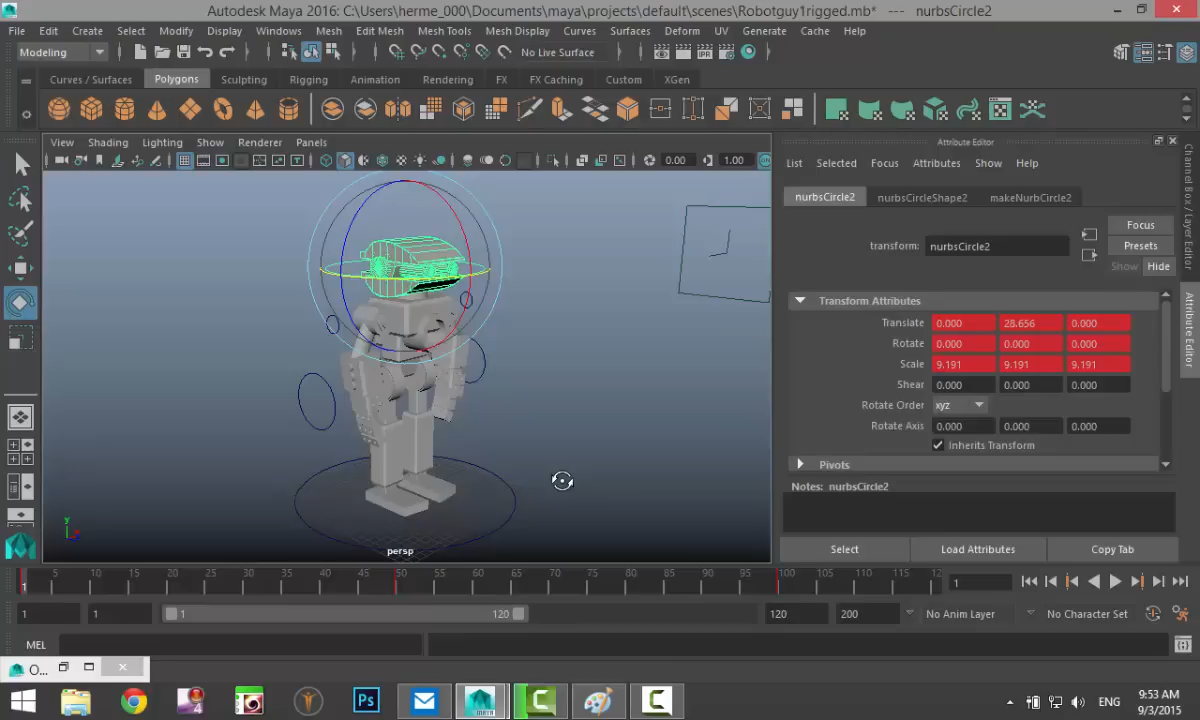 Autodesk Maya 2016: C:\Users\herme_000\Documents\maya\projects\default\scenes\Robotguy1rigged.mb* --- nurbsCircle2
File Edit Create Select Modify Display Windows Mesh Edit Mesh Mesh Tools Mesh Display Curves Surfaces Deform UV Generate Cache Help
Modeling No Live Surface
Curves / Surfaces Polygons Sculpting Rigging Animation Rendering FX FX Caching Custom XGen
View Shading Lighting Show Renderer Panels
0.00 1.00
Attribute Editor
List Selected Focus Attributes Show Help
nurbsCircle2 nurbsCircleShape2 makeNurbCircle2
Focus
transform: nurbsCircle2 Presets
Show Hide
Transform Attributes
Translate 0.000 28.656 0.000
Rotate 0.000 0.000 0.000
Scale 9.191 9.191 9.191
Shear 0.000 0.000 0.000
Rotate Order xyz
Rotate Axis 0.000 0.000 0.000
Inherits Transform
Pivots
Notes: nurbsCircle2
Select Load Attributes Copy Tab
Channel Box / Layer Editor
Attribute Editor
y
persp
1 5 10 15 20 25 30 35 40 45 50 55 60 65 70 75 80 85 90 95 100 105 110 115 12 1
1 1 1 120 120 200 No Anim Layer No Character Set
MEL
O...
Ps
MAYA
ENG
9:53 AM
9/3/2015